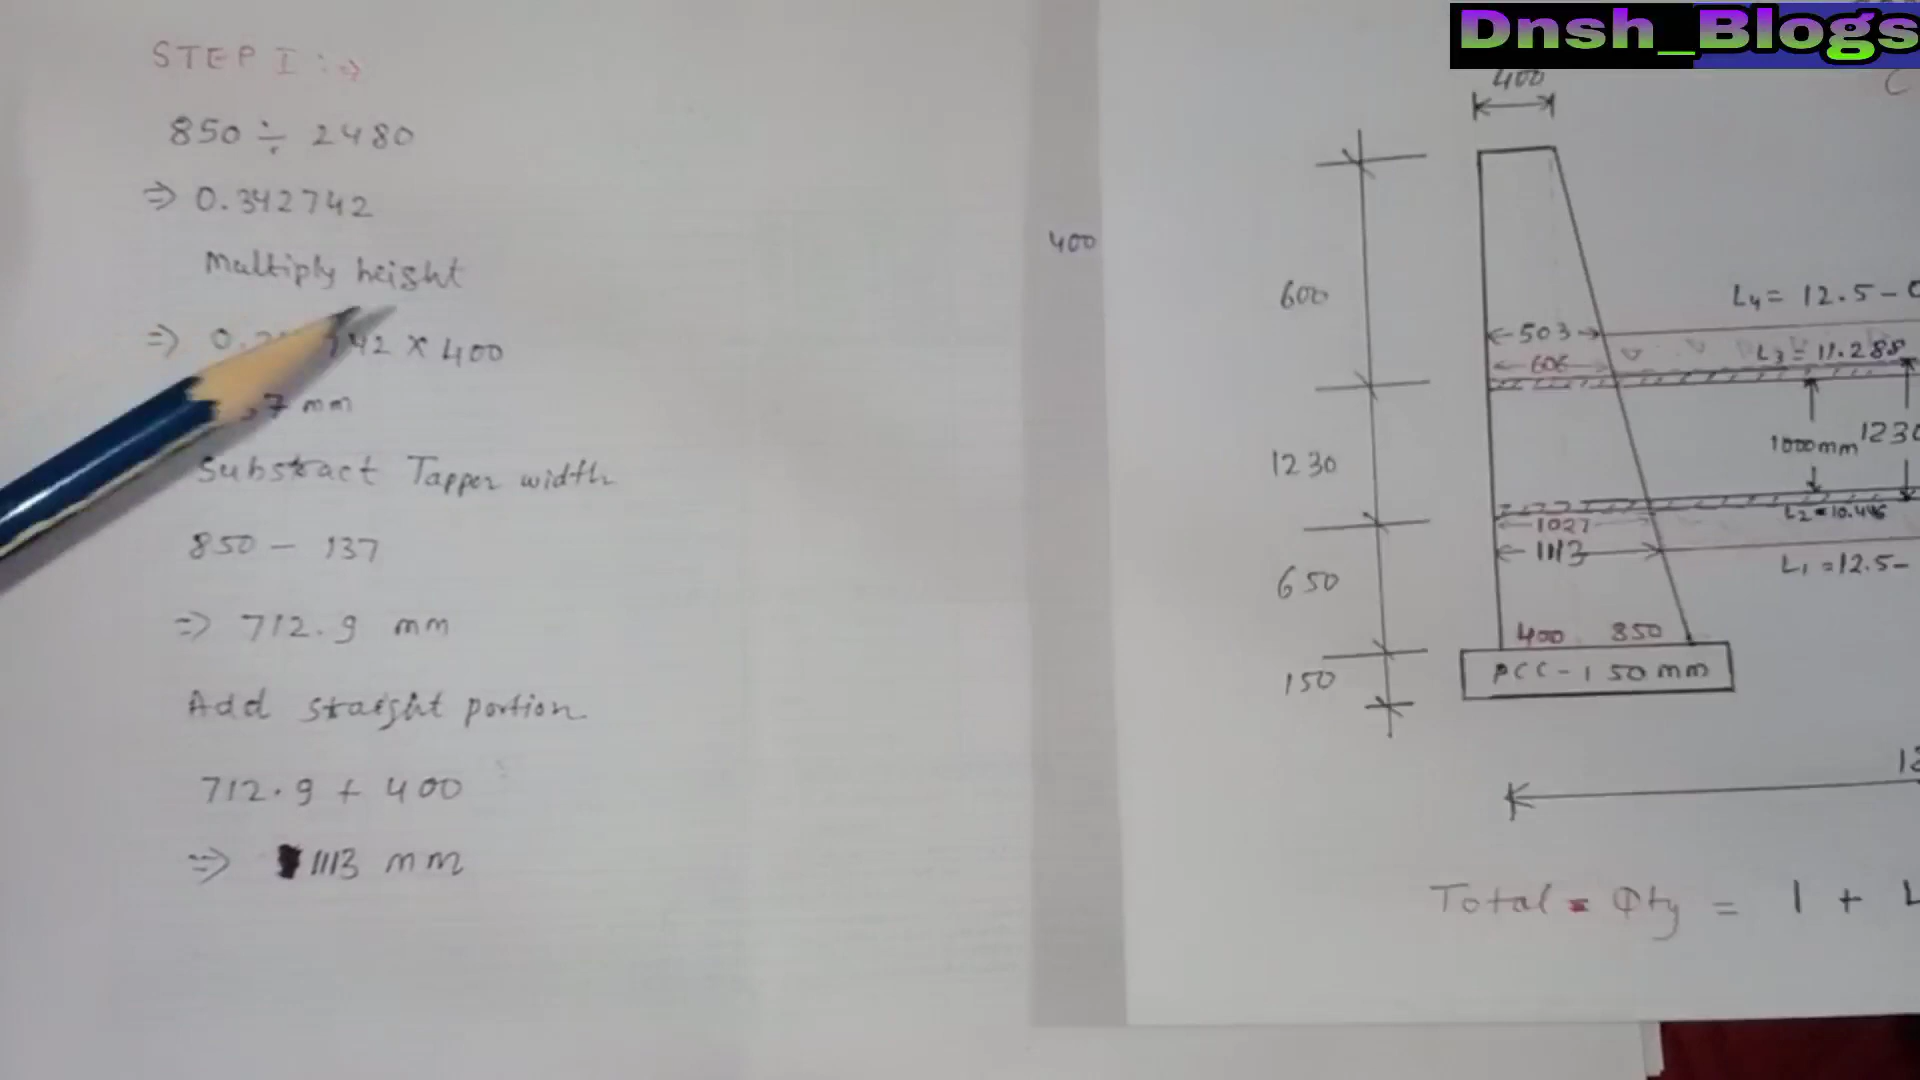 STEP I :⇒
850 ÷ 2480
⇒ 0.342742
Multiply height
42 × 400
7 mm
Substract Tapper width
850 - 137
⇒ 712.9 mm
Add straight portion
712.9 + 400
⇒ 1113 mm
Dnsh_Blogs
400
400
600
L4 = 12.5 -
503
606
L3 = 11.288
1230
1000mm
1230
L2 = 10.446
1027
1113
L1 = 12.5 -
650
400 850
PCC - 150mm
150
Total Qty = 1 +